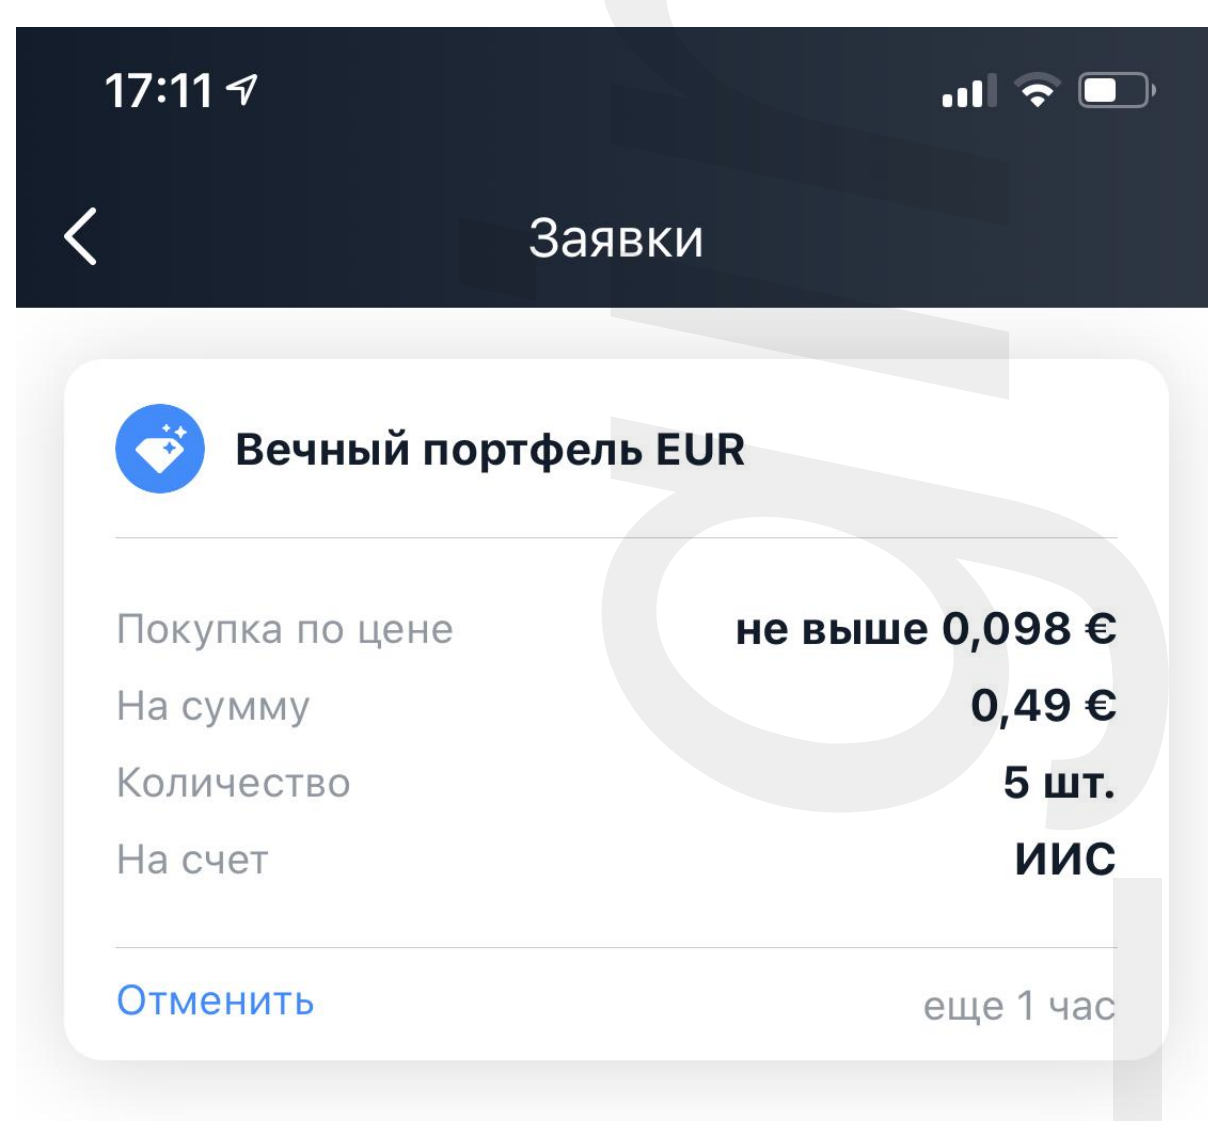 17:11
Заявки
Вечный портфель EUR
Покупка по цене не выше 0,098 €
На сумму 0,49 €
Количество 5 шт.
На счет ИИС
Отменить еще 1 час